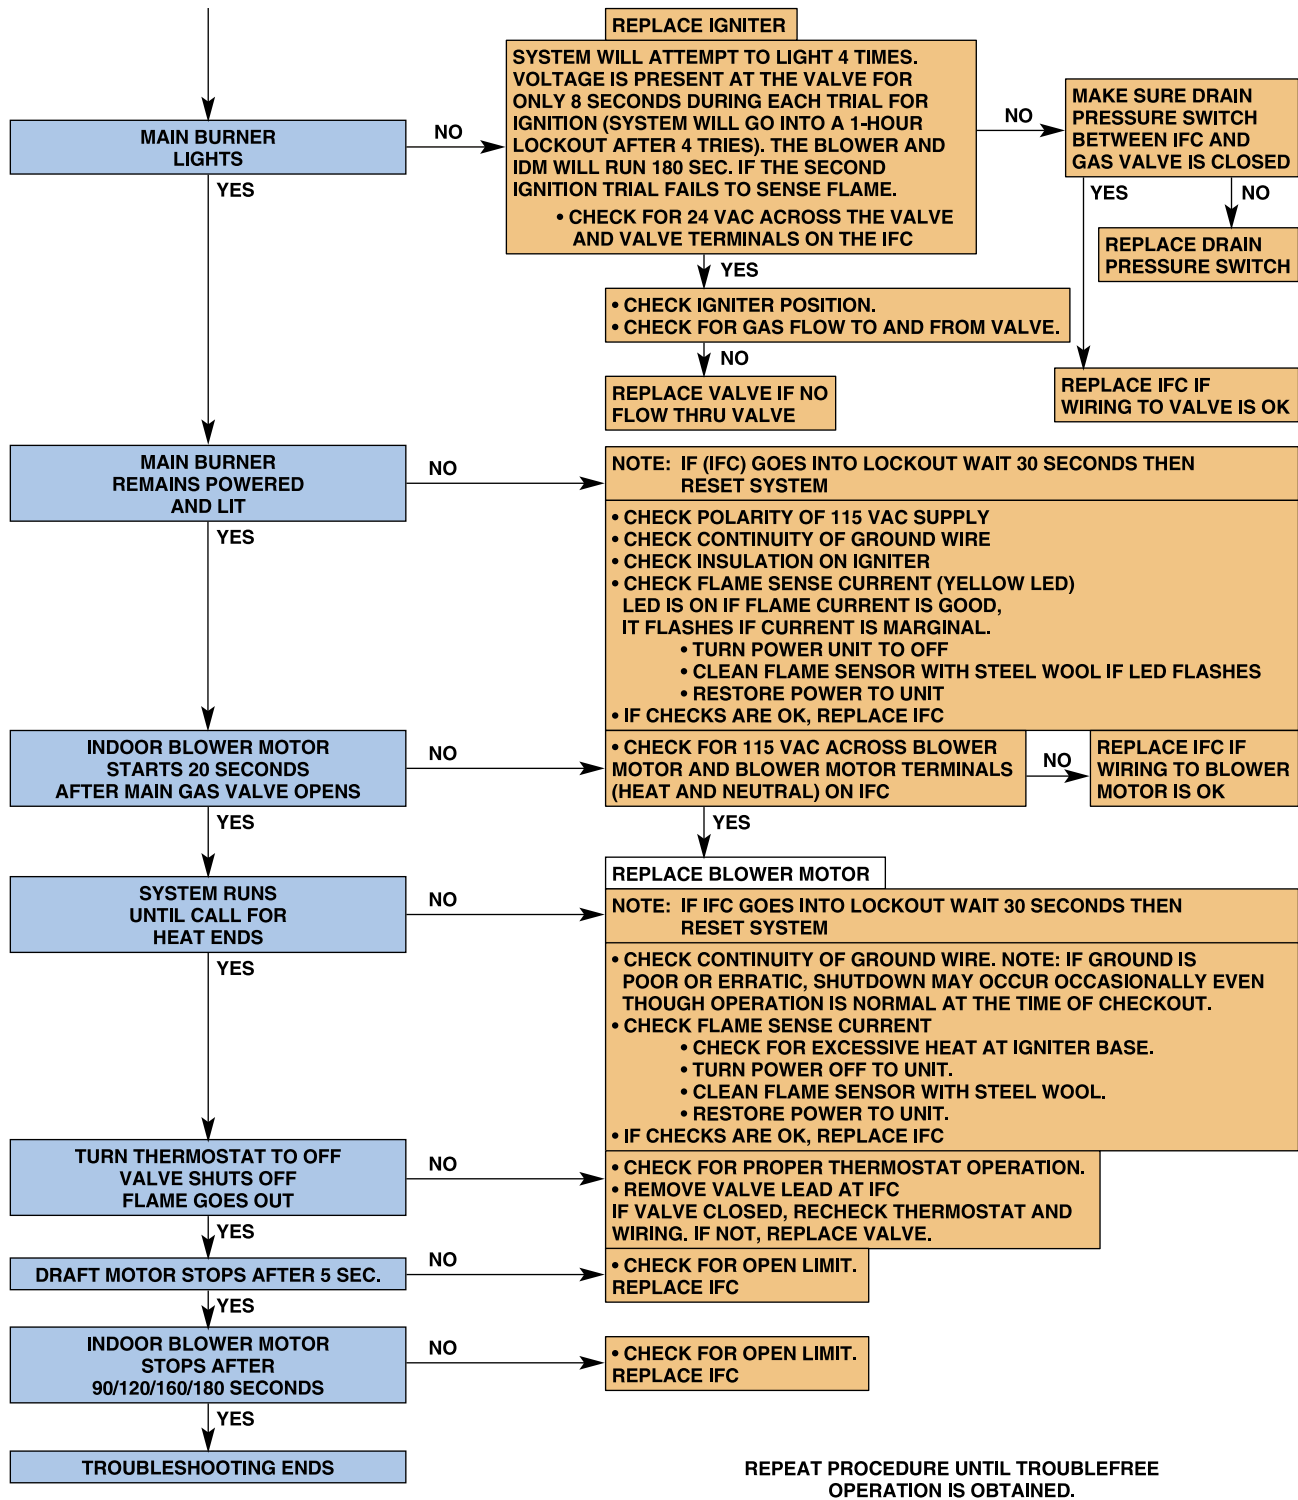 REPLACE IGNITER
SYSTEM WILL ATTEMPT TO LIGHT 4 TIMES.
VOLTAGE IS PRESENT AT THE VALVE FOR
ONLY 8 SECONDS DURING EACH TRIAL FOR
IGNITION (SYSTEM WILL GO INTO A 1-HOUR
LOCKOUT AFTER 4 TRIES). THE BLOWER AND
IDM WILL RUN 180 SEC. IF THE SECOND
IGNITION TRIAL FAILS TO SENSE FLAME.
• CHECK FOR 24 VAC ACROSS THE VALVE
AND VALVE TERMINALS ON THE IFC
MAIN BURNER
LIGHTS
NO
YES
NO
MAKE SURE DRAIN
PRESSURE SWITCH
BETWEEN IFC AND
GAS VALVE IS CLOSED
YES
NO
REPLACE DRAIN
PRESSURE SWITCH
YES
• CHECK IGNITER POSITION.
• CHECK FOR GAS FLOW TO AND FROM VALVE.
NO
REPLACE VALVE IF NO
FLOW THRU VALVE
REPLACE IFC IF
WIRING TO VALVE IS OK
MAIN BURNER
REMAINS POWERED
AND LIT
NO
YES
NOTE: IF (IFC) GOES INTO LOCKOUT WAIT 30 SECONDS THEN
RESET SYSTEM
• CHECK POLARITY OF 115 VAC SUPPLY
• CHECK CONTINUITY OF GROUND WIRE
• CHECK INSULATION ON IGNITER
• CHECK FLAME SENSE CURRENT (YELLOW LED)
LED IS ON IF FLAME CURRENT IS GOOD,
IT FLASHES IF CURRENT IS MARGINAL.
• TURN POWER UNIT TO OFF
• CLEAN FLAME SENSOR WITH STEEL WOOL IF LED FLASHES
• RESTORE POWER TO UNIT
• IF CHECKS ARE OK, REPLACE IFC
INDOOR BLOWER MOTOR
STARTS 20 SECONDS
AFTER MAIN GAS VALVE OPENS
NO
YES
• CHECK FOR 115 VAC ACROSS BLOWER
MOTOR AND BLOWER MOTOR TERMINALS
(HEAT AND NEUTRAL) ON IFC
NO
REPLACE IFC IF
WIRING TO BLOWER
MOTOR IS OK
YES
REPLACE BLOWER MOTOR
SYSTEM RUNS
UNTIL CALL FOR
HEAT ENDS
NO
YES
NOTE: IF IFC GOES INTO LOCKOUT WAIT 30 SECONDS THEN
RESET SYSTEM
• CHECK CONTINUITY OF GROUND WIRE. NOTE: IF GROUND IS
POOR OR ERRATIC, SHUTDOWN MAY OCCUR OCCASIONALLY EVEN
THOUGH OPERATION IS NORMAL AT THE TIME OF CHECKOUT.
• CHECK FLAME SENSE CURRENT
• CHECK FOR EXCESSIVE HEAT AT IGNITER BASE.
• TURN POWER OFF TO UNIT.
• CLEAN FLAME SENSOR WITH STEEL WOOL.
• RESTORE POWER TO UNIT.
• IF CHECKS ARE OK, REPLACE IFC
TURN THERMOSTAT TO OFF
VALVE SHUTS OFF
FLAME GOES OUT
NO
YES
• CHECK FOR PROPER THERMOSTAT OPERATION.
• REMOVE VALVE LEAD AT IFC
IF VALVE CLOSED, RECHECK THERMOSTAT AND
WIRING. IF NOT, REPLACE VALVE.
DRAFT MOTOR STOPS AFTER 5 SEC.
NO
YES
• CHECK FOR OPEN LIMIT.
REPLACE IFC
INDOOR BLOWER MOTOR
STOPS AFTER
90/120/160/180 SECONDS
NO
YES
• CHECK FOR OPEN LIMIT.
REPLACE IFC
TROUBLESHOOTING ENDS
REPEAT PROCEDURE UNTIL TROUBLEFREE
OPERATION IS OBTAINED.